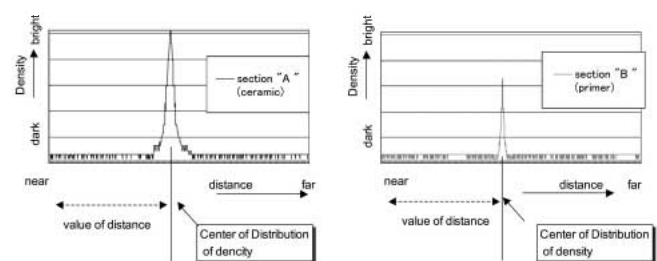 bright
Density
dark
section "A"
(ceramic)
near
distance
far
value of distance
Center of Distribution
of dencity
bright
Density
dark
section "B"
(primer)
near
distance
far
value of distance
Center of Distribution
of density